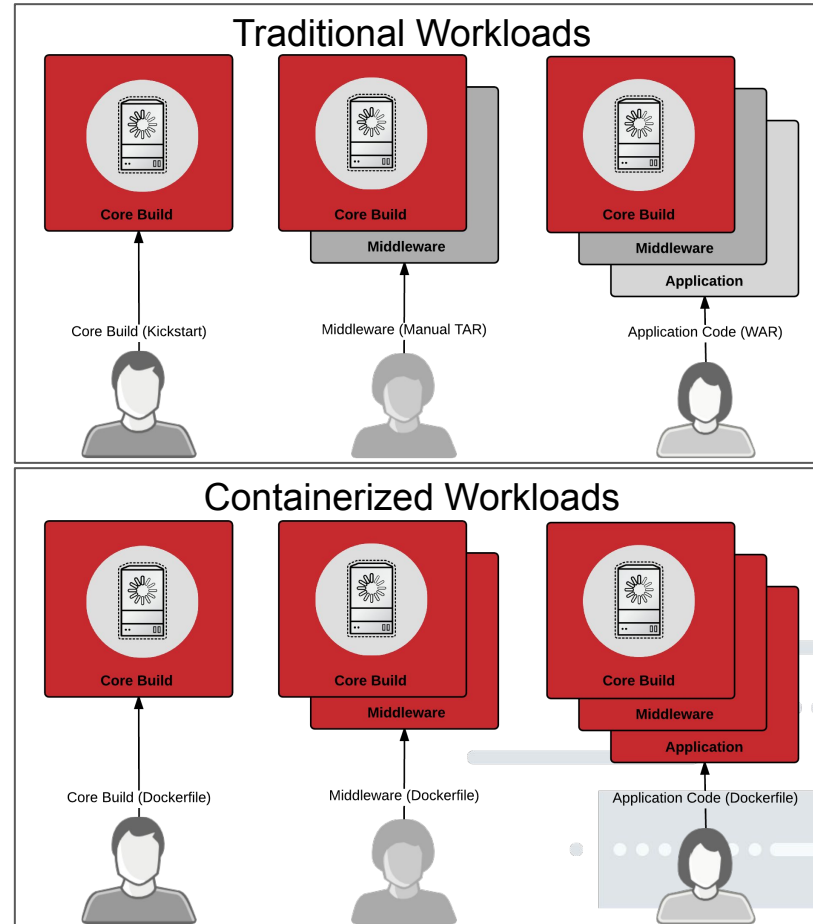 Traditional Workloads
Core Build
Core Build
Middleware
Core Build
Middleware
Application
Core Build (Kickstart)
Middleware (Manual TAR)
Application Code (WAR)
Containerized Workloads
Core Build
Core Build
Middleware
Core Build
Middleware
Application
Core Build (Dockerfile)
Middleware (Dockerfile)
Application Code (Dockerfile)